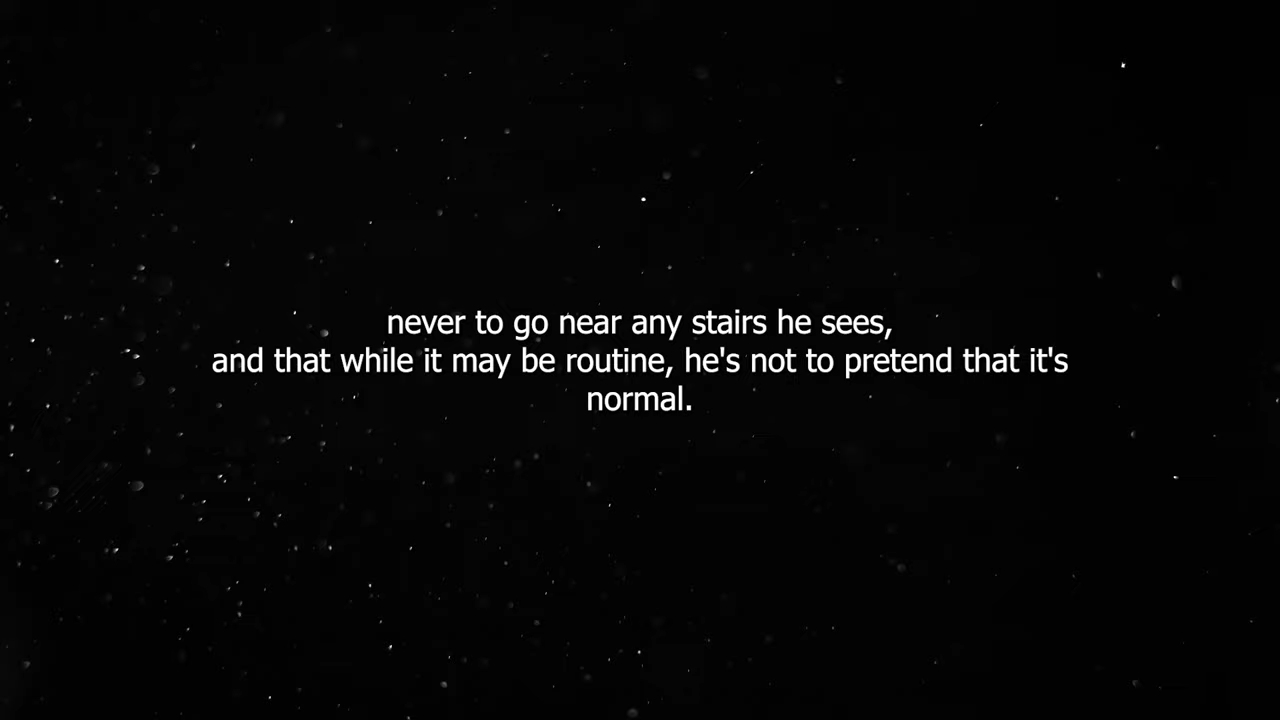 never to go near any stairs he sees,
and that while it may be routine, he's not to pretend that it's
normal.